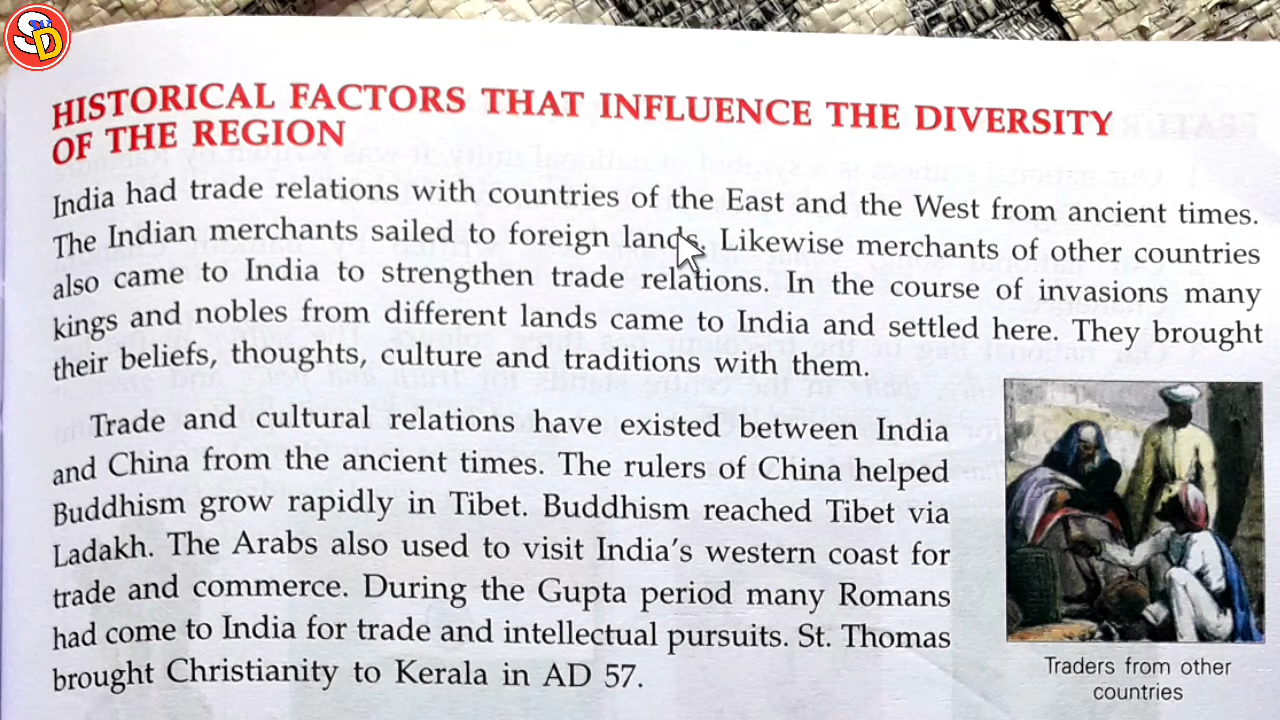 SD
HISTORICAL FACTORS THAT INFLUENCE THE DIVERSITY
OF THE REGION
India had trade relations with countries of the East and the West from ancient times.
The Indian merchants sailed to foreign lands. Likewise merchants of other countries
also came to India to strengthen trade relations. In the course of invasions many
kings and nobles from different lands came to India and settled here. They brought
their beliefs, thoughts, culture and traditions with them.
Trade and cultural relations have existed between India
and China from the ancient times. The rulers of China helped
Buddhism grow rapidly in Tibet. Buddhism reached Tibet via
Ladakh. The Arabs also used to visit India's western coast for
trade and commerce. During the Gupta period many Romans
had come to India for trade and intellectual pursuits. St. Thomas
brought Christianity to Kerala in AD 57.
Traders from other
countries